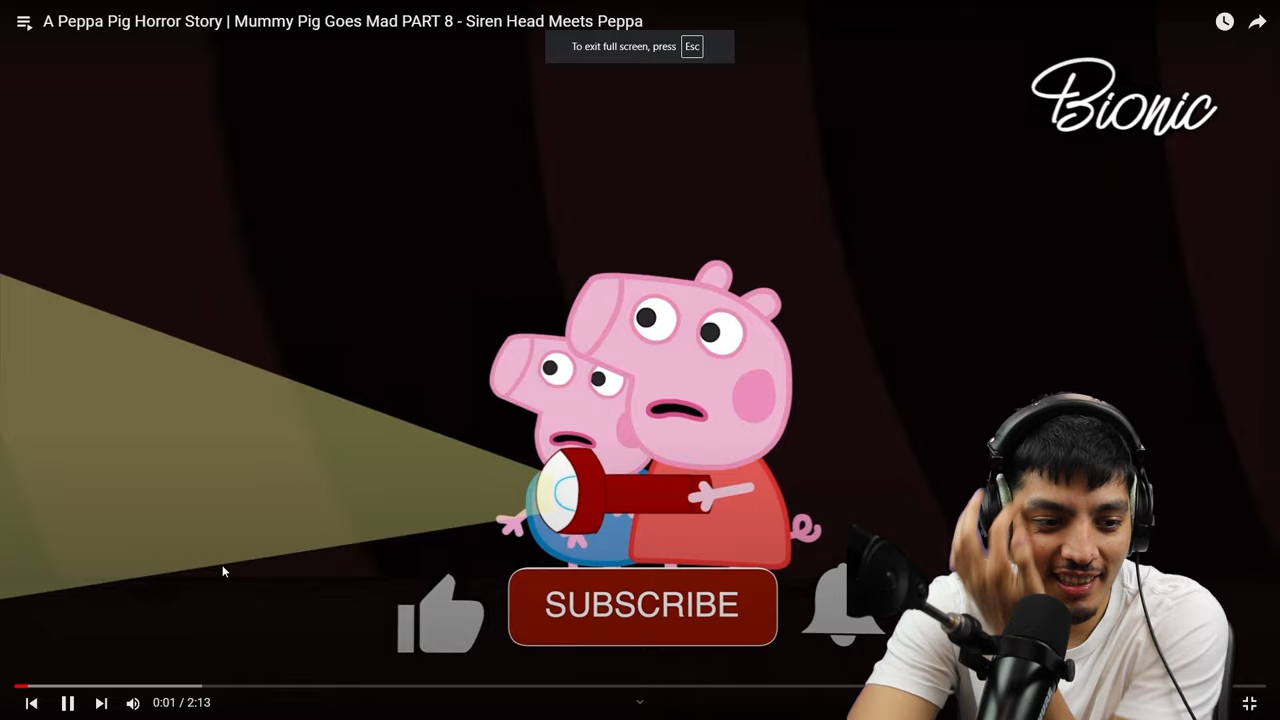 A Peppa Pig Horror Story | Mummy Pig Goes Mad PART 8 - Siren Head Meets Peppa
To exit full screen, press Esc
Bionic
SUBSCRIBE
0:01 / 2:13